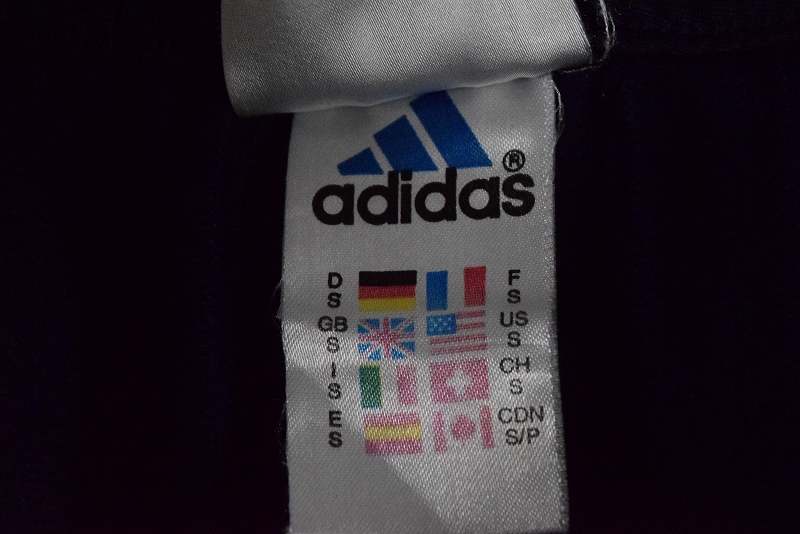 adidas®
D F
S S
GB US
S S
I CH
S S
E CDN
S S/P